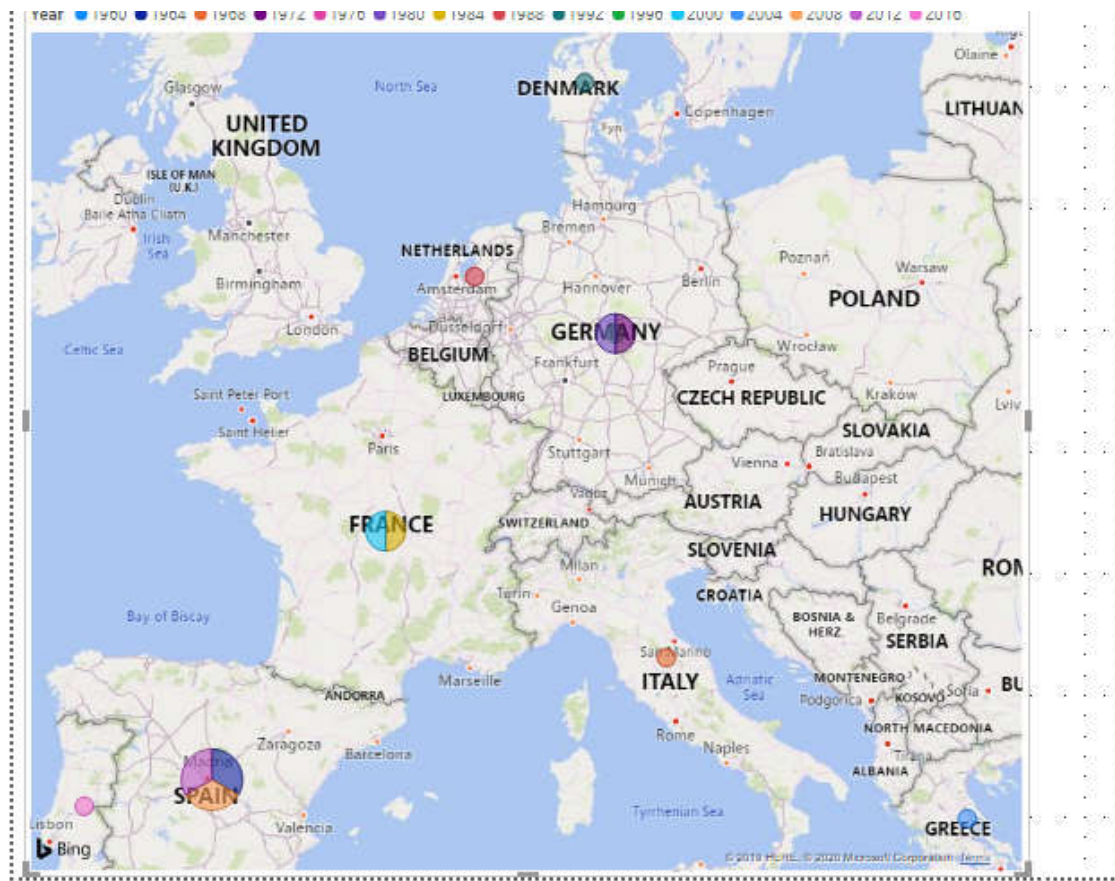 Year 1960 1964 1968 1972 1976 1980 1984 1988 1992 1996 2000 2004 2008 2012 2016
Olaine
Glasgow
North Sea
DENMARK
Copenhagen
LITHUAN
UNITED
KINGDOM
Fyn
ISLE OF MAN
(U.K.)
Dublin
Baile Atha Cliath
Irish
Sea
Manchester
Hamburg
Bremen
NETHERLANDS
Amsterdam
Birmingham
Hannover
Berlin
Poznań
Warsaw
POLAND
London
Düsseldorf
GERMANY
Wrocław
Celtic Sea
BELGIUM
Frankfurt
Prague
LUXEMBOURG
CZECH REPUBLIC
Kraków
Lviv
Saint Peter Port
Saint Helier
Paris
SLOVAKIA
Stuttgart
Vienna
Bratislava
Munich
Budapest
Vaduz
AUSTRIA
HUNGARY
FRANCE
SWITZERLAND
SLOVENIA
Milan
ROM
Turin
CROATIA
Genoa
Bay of Biscay
BOSNIA &
HERZ.
Belgrade
SERBIA
San Marino
ITALY
Adriatic
Sea
MONTENEGRO
Podgorica
KOSOVO
Sofia
BU
Marseille
ANDORRA
Rome
NORTH MACEDONIA
Tirana
Zaragoza
Barcelona
Naples
Madrid
ALBANIA
SPAIN
Lisbon
Valencia
Tyrrhenian Sea
GREECE
Bing
© 2019 HERE, © 2020 Microsoft Corporation Terms